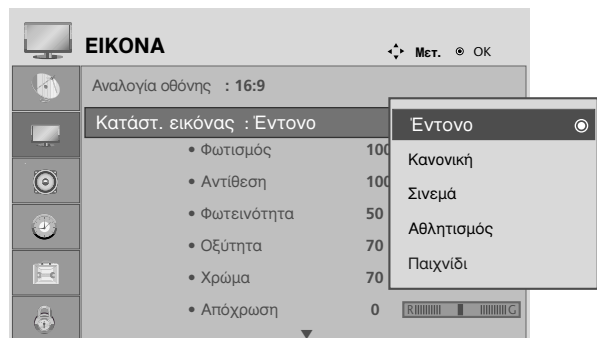 ΕΙΚΟΝΑ
Μετ. OK
Αναλογία οθόνης : 16:9
Κατάστ. εικόνας : Έντονο
• Φωτισμός 100
• Αντίθεση 100
• Φωτεινότητα 50
• Οξύτητα 70
• Χρώμα 70
• Απόχρωση 0 R G
Έντονο
Κανονική
Σινεμά
Αθλητισμός
Παιχνίδι